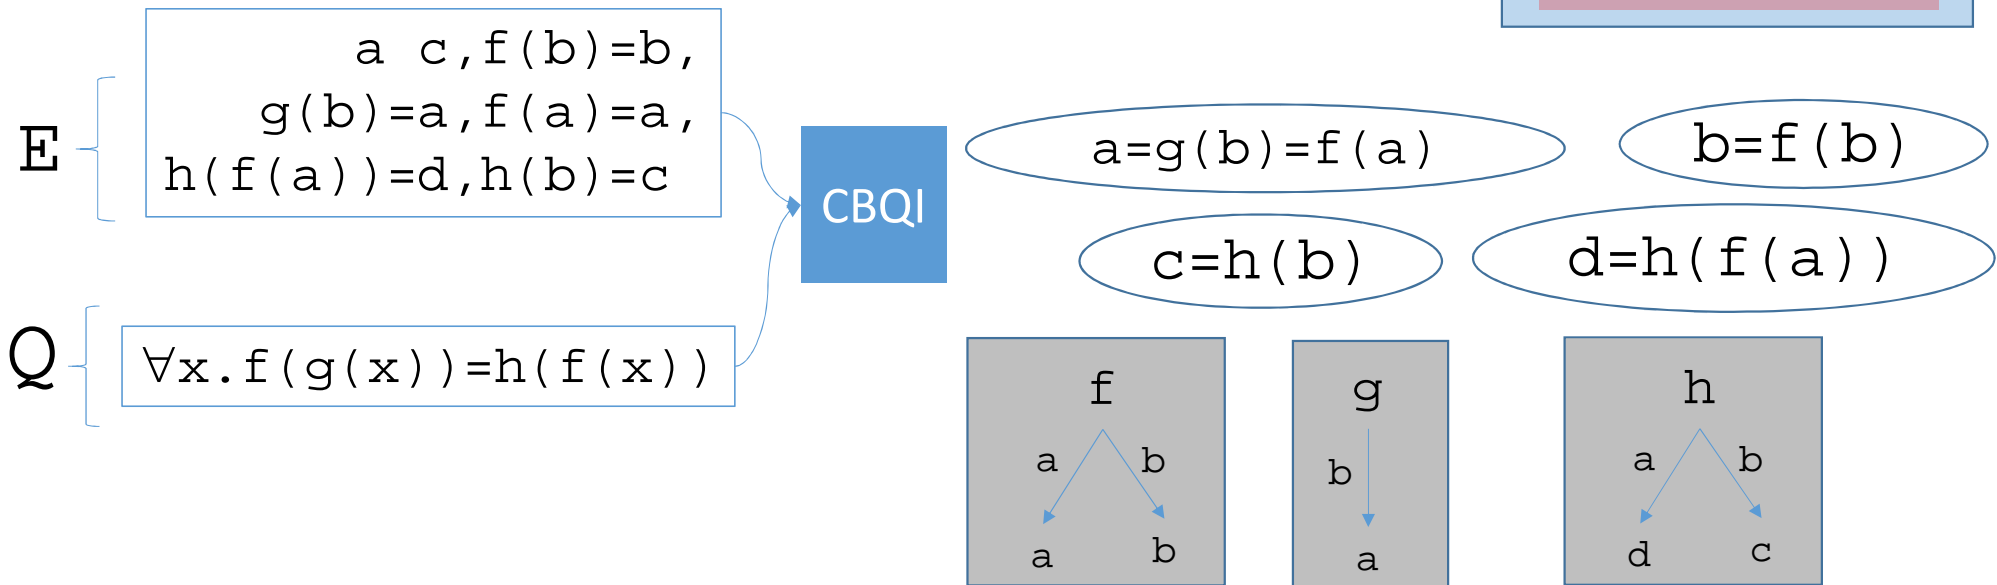 E
a c,f(b)=b,
g(b)=a,f(a)=a,
h(f(a))=d,h(b)=c
Q
∀x.f(g(x))=h(f(x))
CBQI
a=g(b)=f(a)
b=f(b)
c=h(b)
d=h(f(a))
f
a b
a b
g
b
a
h
a b
d c